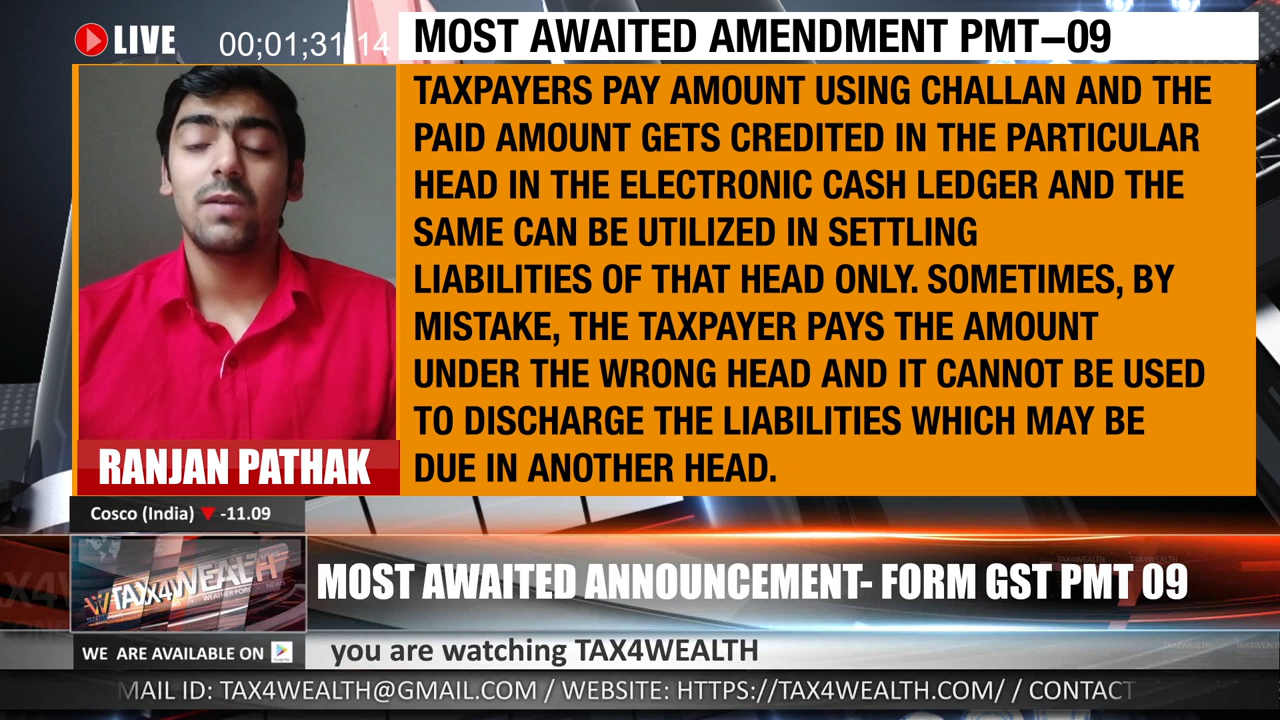 LIVE
00;01;31;14
MOST AWAITED AMENDMENT PMT–09
TAXPAYERS PAY AMOUNT USING CHALLAN AND THE
PAID AMOUNT GETS CREDITED IN THE PARTICULAR
HEAD IN THE ELECTRONIC CASH LEDGER AND THE
SAME CAN BE UTILIZED IN SETTLING
LIABILITIES OF THAT HEAD ONLY. SOMETIMES, BY
MISTAKE, THE TAXPAYER PAYS THE AMOUNT
UNDER THE WRONG HEAD AND IT CANNOT BE USED
TO DISCHARGE THE LIABILITIES WHICH MAY BE
DUE IN ANOTHER HEAD.
RANJAN PATHAK
Cosco (India) ▼ -11.09
TAX4WEALTH
MOST AWAITED ANNOUNCEMENT- FORM GST PMT 09
WE ARE AVAILABLE ON
you are watching TAX4WEALTH
MAIL ID: TAX4WEALTH@GMAIL.COM / WEBSITE: HTTPS://TAX4WEALTH.COM/ / CONTACT